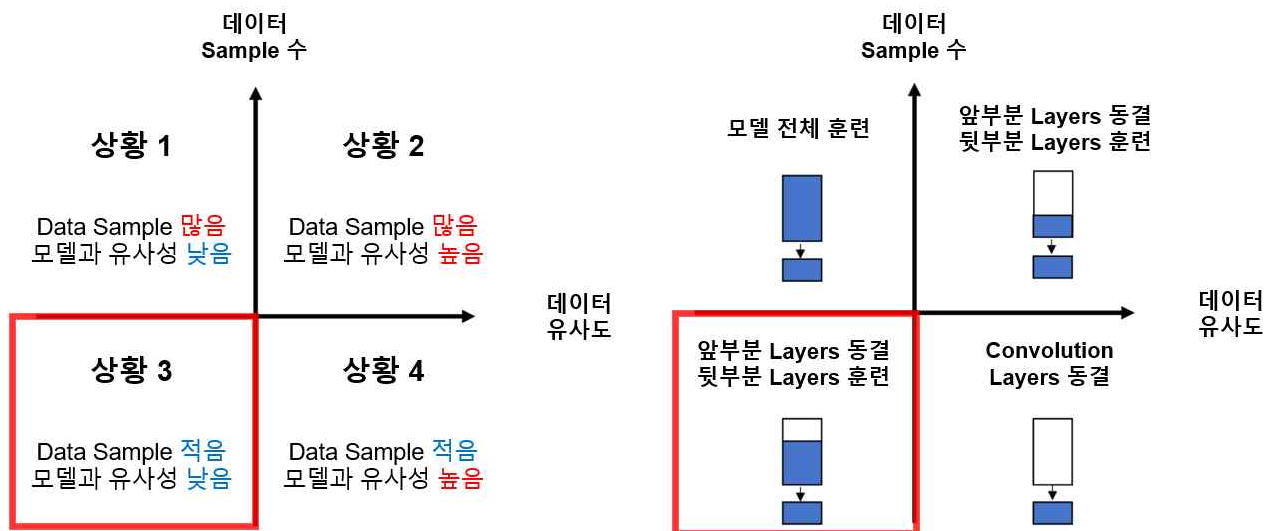 데이터
Sample 수
상황 1
상황 2
Data Sample 많음
모델과 유사성 낮음
Data Sample 많음
모델과 유사성 높음
데이터
유사도
상황 3
상황 4
Data Sample 적음
모델과 유사성 낮음
Data Sample 적음
모델과 유사성 높음
데이터
Sample 수
모델 전체 훈련
앞부분 Layers 동결
뒷부분 Layers 훈련
데이터
유사도
앞부분 Layers 동결
뒷부분 Layers 훈련
Convolution
Layers 동결